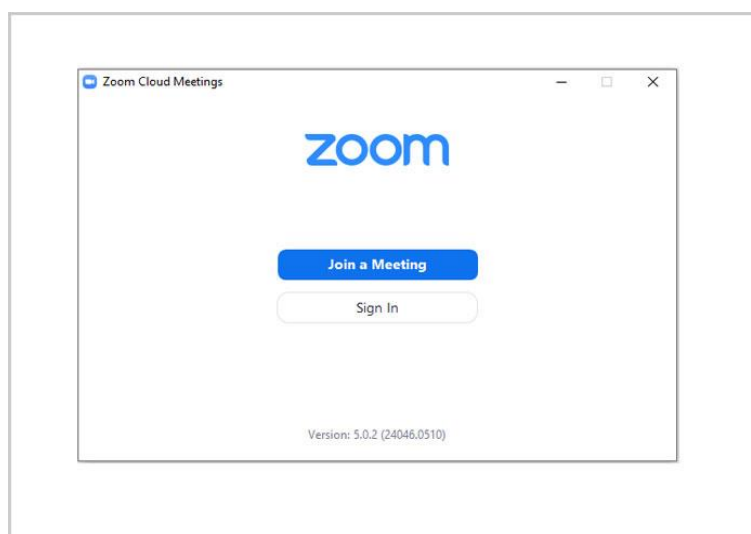 Zoom Cloud Meetings
zoom
Join a Meeting
Sign In
Version: 5.0.2 (24046.0510)